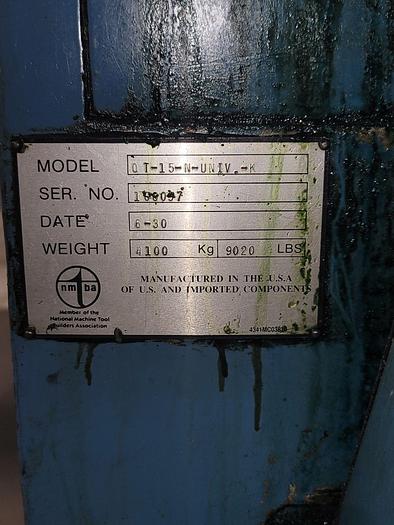 MODEL QT-15-N-UNIV.-K
SER. NO.
DATE 6-30
WEIGHT 4100 Kg 9020 LBS
nmtba
MANUFACTURED IN THE U.S.A
OF U.S. AND IMPORTED COMPONENTS
Member of the
National Machine Tool
Builders Association